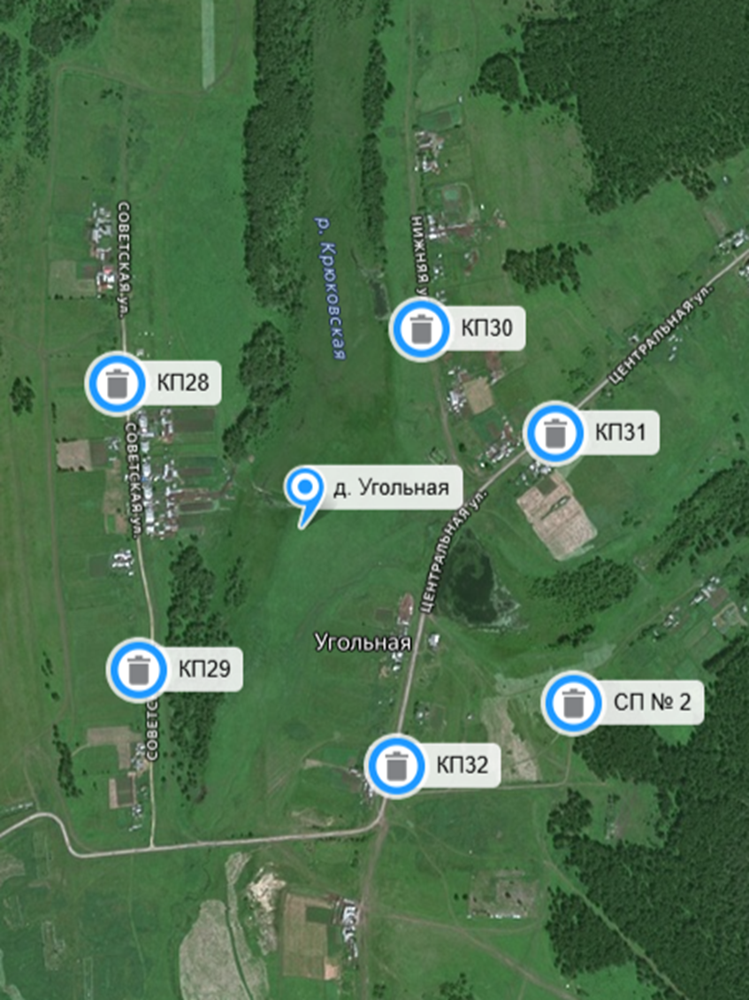 СОВЕТСКАЯ ул.
р. Крюковская
НИЖНЯЯ у
ЦЕНТРАЛЬНАЯ ул.
КП30
КП28
КП31
СОВЕТСКАЯ ул.
д. Угольная
ЦЕНТРАЛЬНАЯ ул.
Угольная
КП29
СП № 2
СОВЕТС
КП32